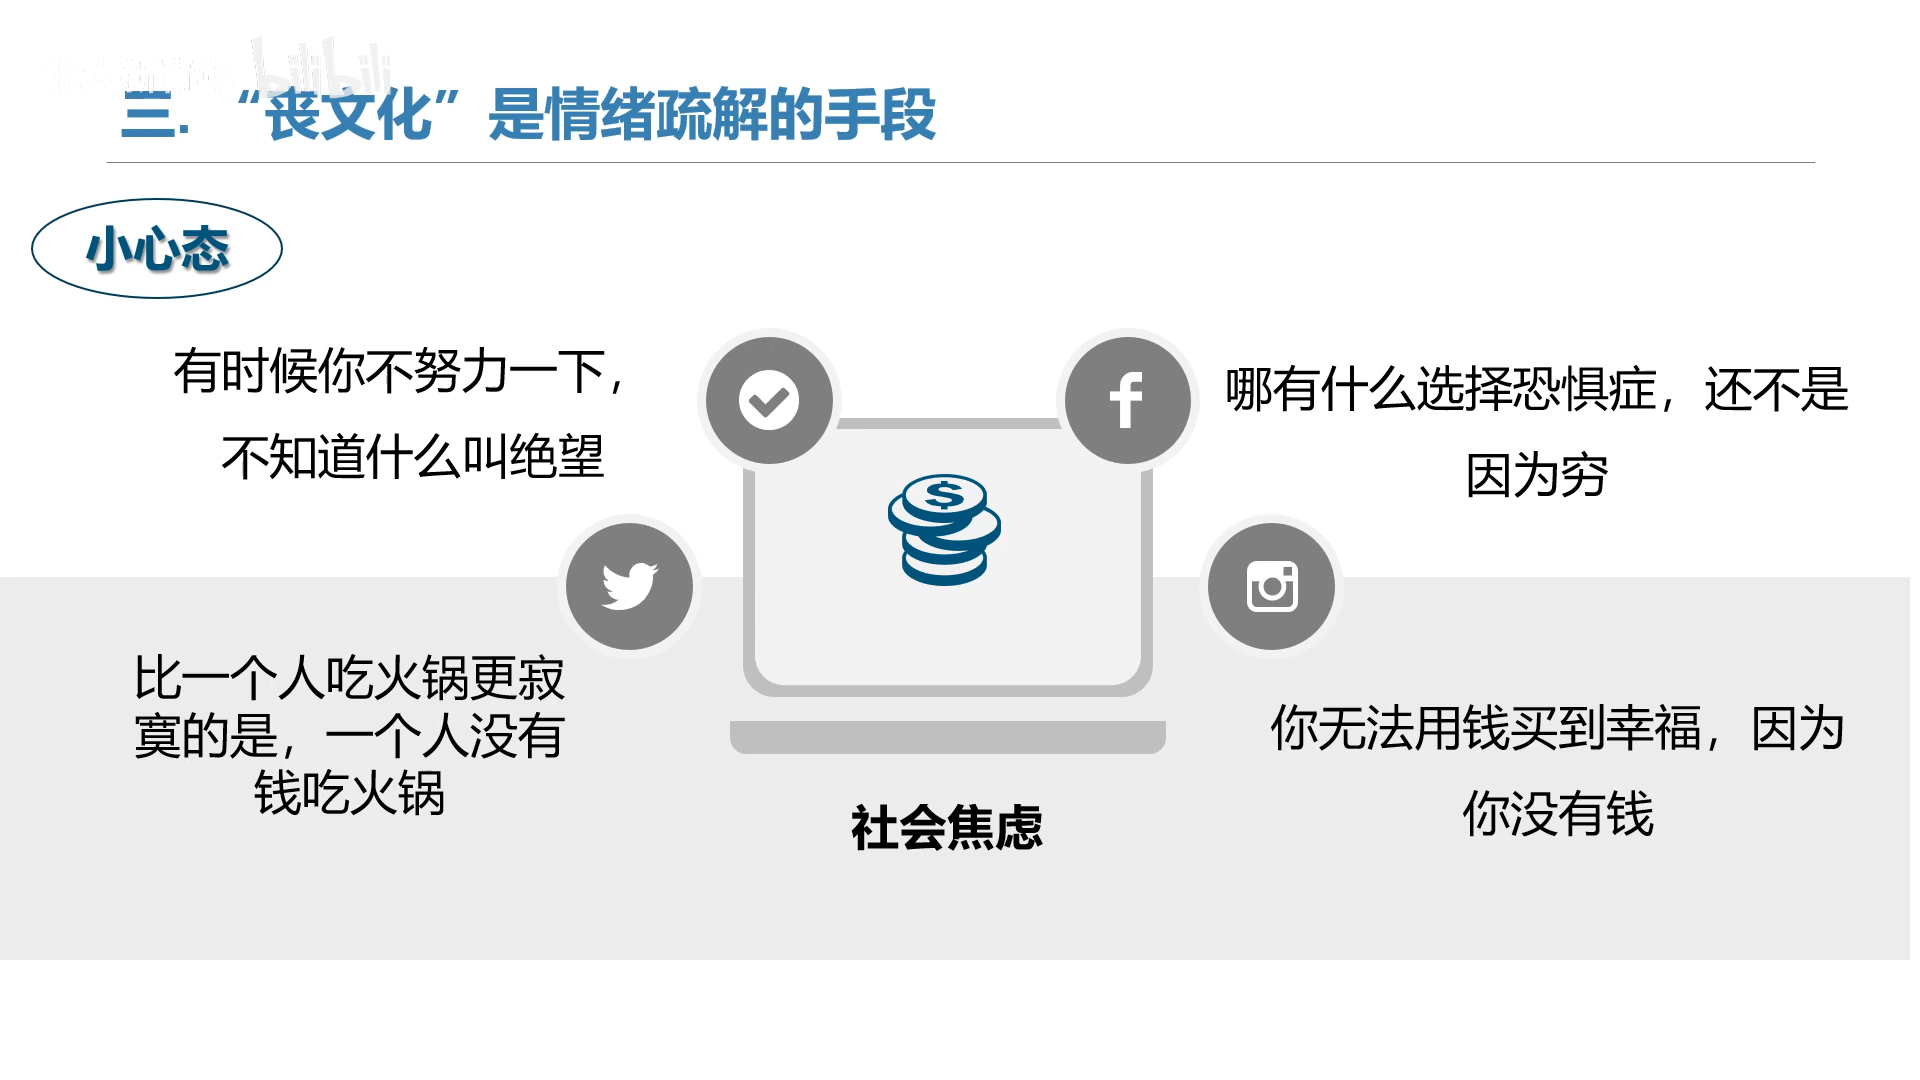 bilibili
三. “丧文化”是情绪疏解的手段
小心态
有时候你不努力一下，
不知道什么叫绝望
哪有什么选择恐惧症，还不是
因为穷
比一个人吃火锅更寂
寞的是，一个人没有
钱吃火锅
你无法用钱买到幸福，因为
你没有钱
社会焦虑